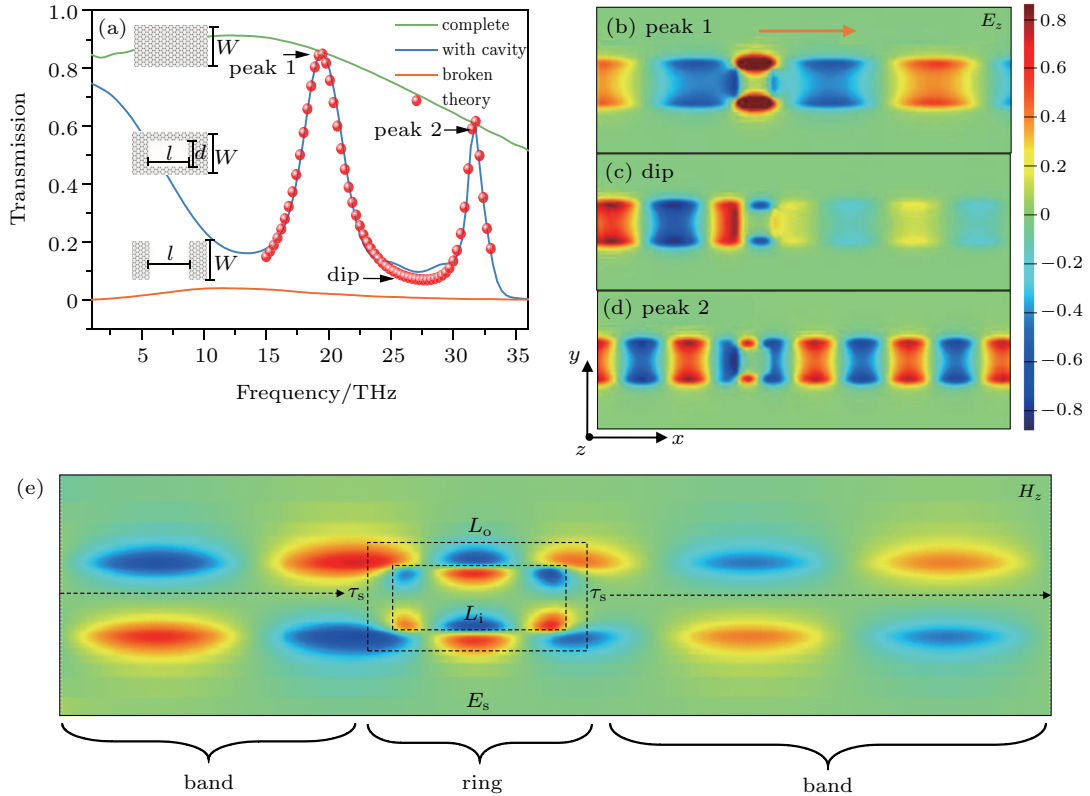 (a)
complete
with cavity
broken
theory
peak 1
peak 2
dip
W
l
d
W
l
W
Transmission
1.0
0.8
0.6
0.4
0.2
0
5
10
15
20
25
30
35
Frequency/THz
(b) peak 1
E_z
(c) dip
(d) peak 2
y
z
x
0.8
0.6
0.4
0.2
0
−0.2
−0.4
−0.6
−0.8
(e)
H_z
L_o
τ_s
τ_s
L_i
E_s
band
ring
band